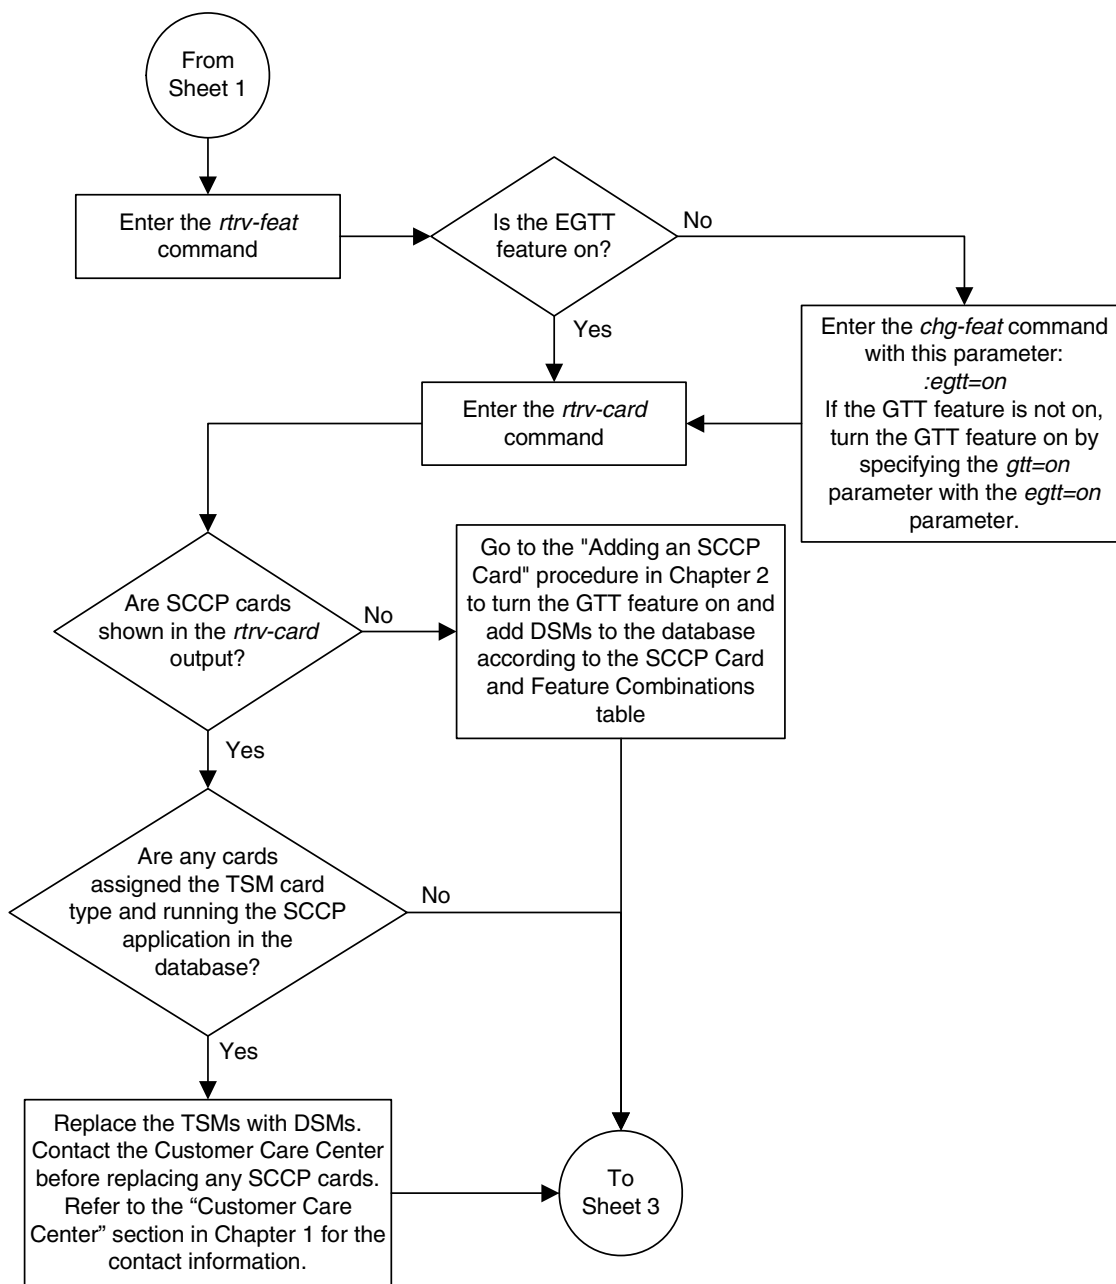 From
Sheet 1
Enter the rtrv-feat
command
Is the EGTT
feature on?
No
Yes
Enter the chg-feat command
with this parameter:
:egtt=on
If the GTT feature is not on,
turn the GTT feature on by
specifying the gtt=on
parameter with the egtt=on
parameter.
Enter the rtrv-card
command
Are SCCP cards
shown in the rtrv-card
output?
No
Yes
Go to the "Adding an SCCP
Card" procedure in Chapter 2
to turn the GTT feature on and
add DSMs to the database
according to the SCCP Card
and Feature Combinations
table
Are any cards
assigned the TSM card
type and running the SCCP
application in the
database?
No
Yes
Replace the TSMs with DSMs.
Contact the Customer Care Center
before replacing any SCCP cards.
Refer to the “Customer Care
Center” section in Chapter 1 for the
contact information.
To
Sheet 3